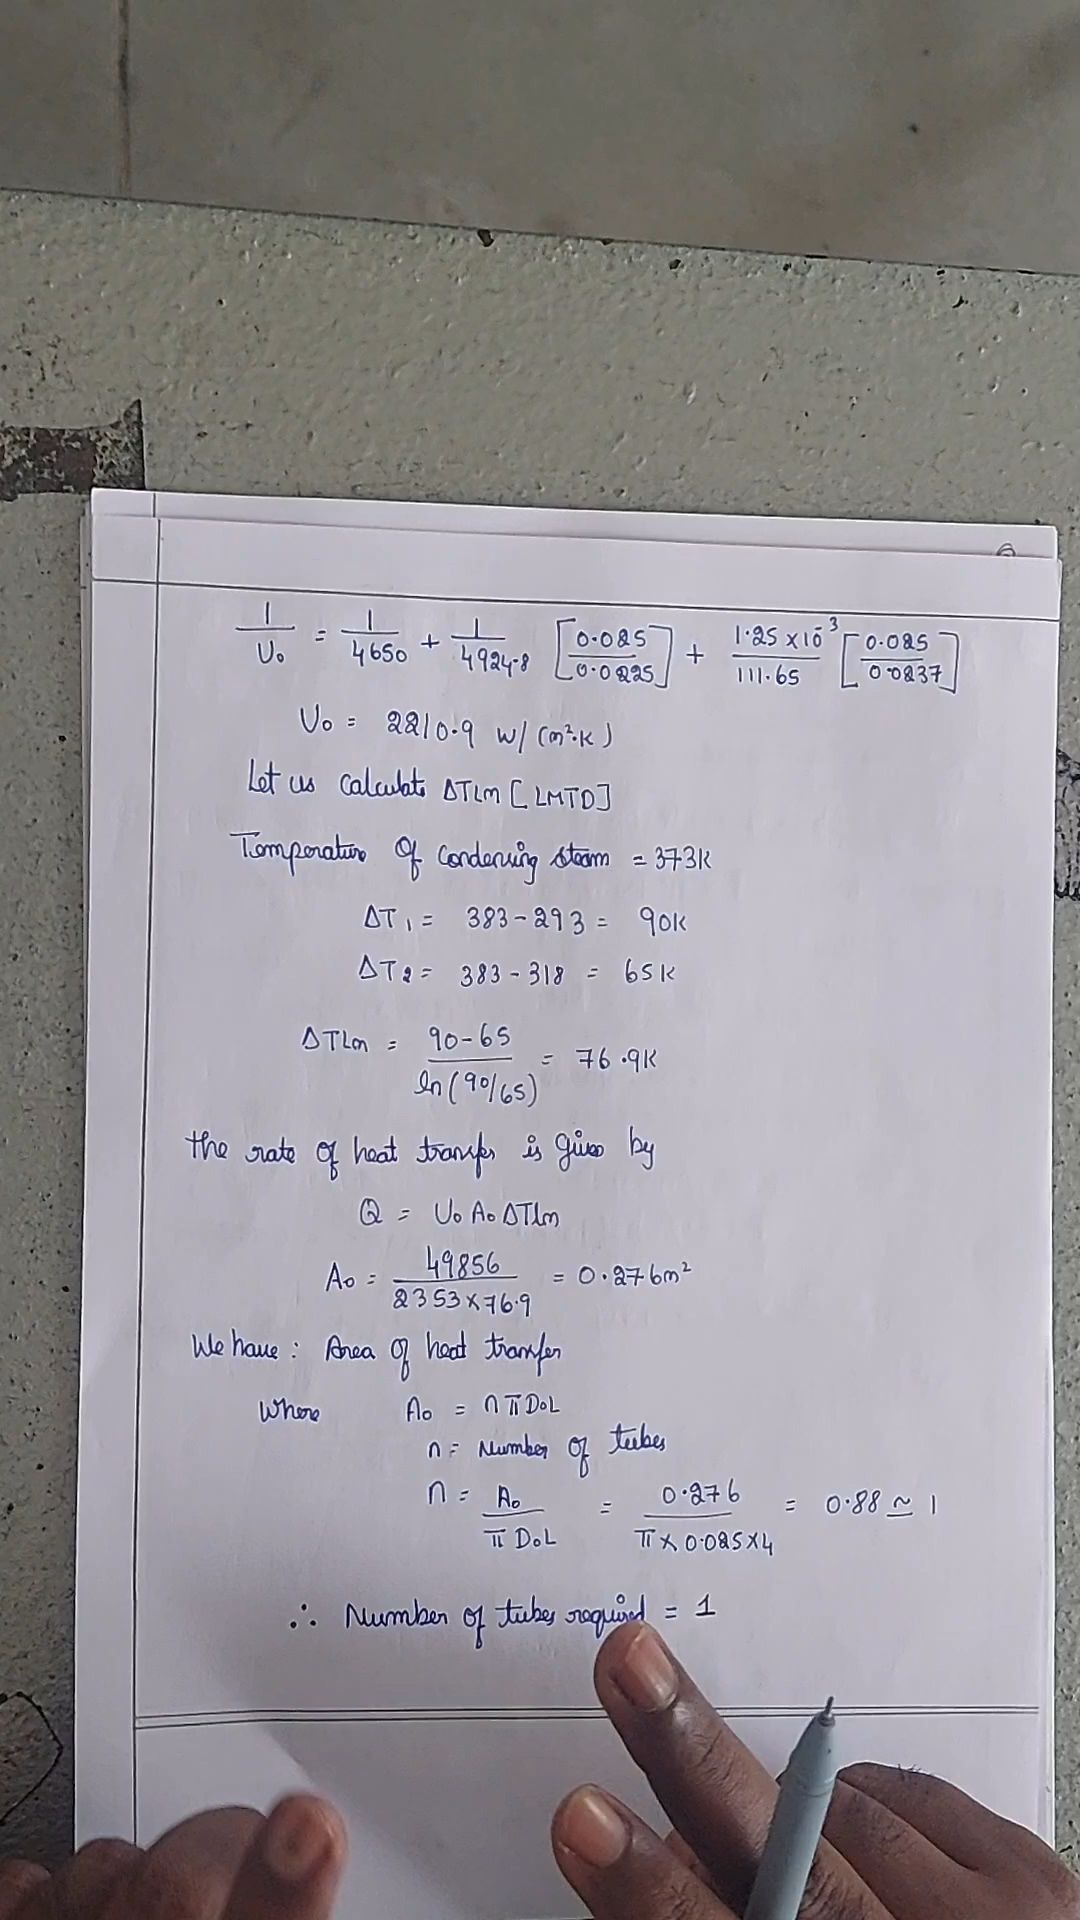 1/U₀ = 1/4650 + 1/4924.8 [0.025/0.0225] + 1.25 × 10⁻³/111.65 [0.025/0.0237]
U₀ = 2210.9 W/(m².K)
Let us calculate ΔTLm [LMTD]
Temperature of Condensing steam = 373K
ΔT₁ = 383 - 293 = 90K
ΔT₂ = 383 - 318 = 65K
ΔTLm = 90-65/ln(90/65) = 76.9K
the rate of heat transfer is given by
Q = U₀ A₀ ΔTlm
A₀ = 49856/2353×76.9 = 0.276m²
We have: Area of heat transfer
Where A₀ = nπD₀L
n = Number of tubes
n = A₀/πD₀L = 0.276/π×0.025×4 = 0.88 ≃ 1
∴ Number of tubes required = 1